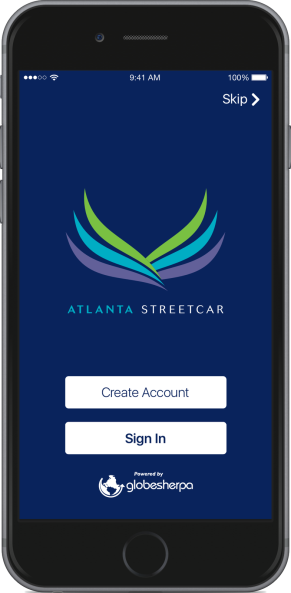 9:41 AM 100%
Skip
ATLANTA STREETCAR
Create Account
Sign In
Powered by
globesherpa